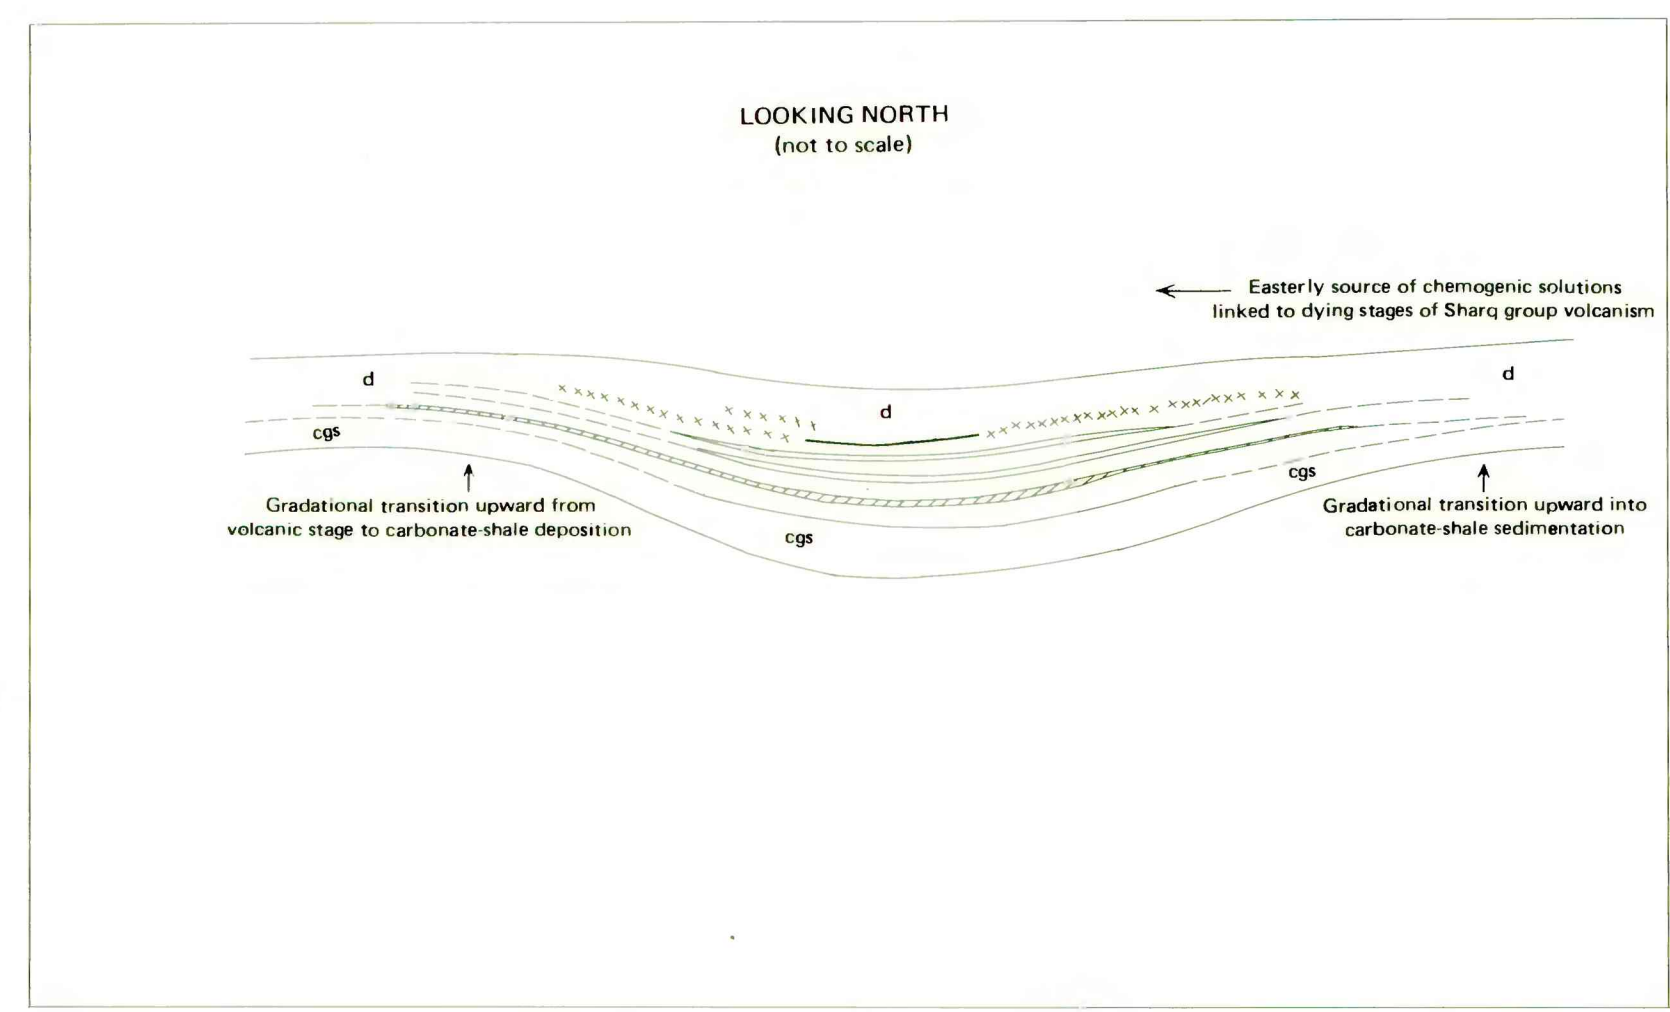 LOOKING NORTH
(not to scale)
Easterly source of chemogenic solutions
linked to dying stages of Sharq group volcanism
d
d
d
cgs
cgs
Gradational transition upward from
volcanic stage to carbonate-shale deposition
Gradational transition upward into
carbonate-shale sedimentation
cgs